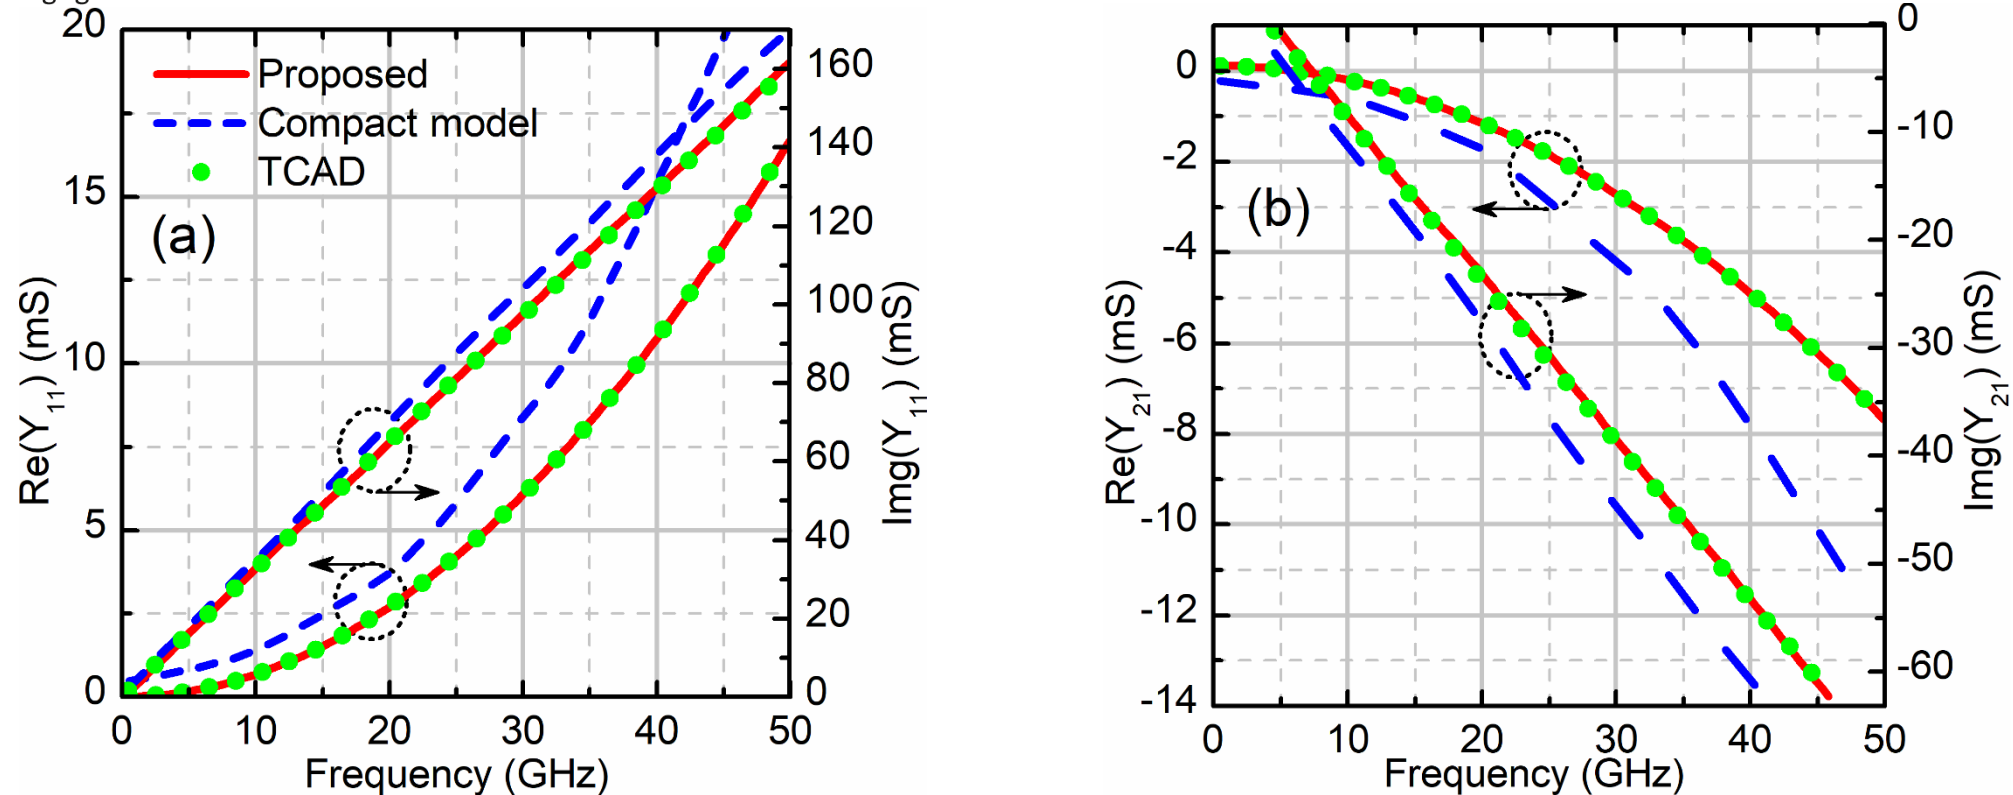 20
15
10
5
0
Re(Y11) (mS)
Proposed
Compact model
TCAD
(a)
160
140
120
100
80
60
40
20
0
Img(Y11) (mS)
0 10 20 30 40 50
Frequency (GHz)
0
-2
-4
-6
-8
-10
-12
-14
Re(Y21) (mS)
(b)
0
-10
-20
-30
-40
-50
-60
Img(Y21) (mS)
0 10 20 30 40 50
Frequency (GHz)